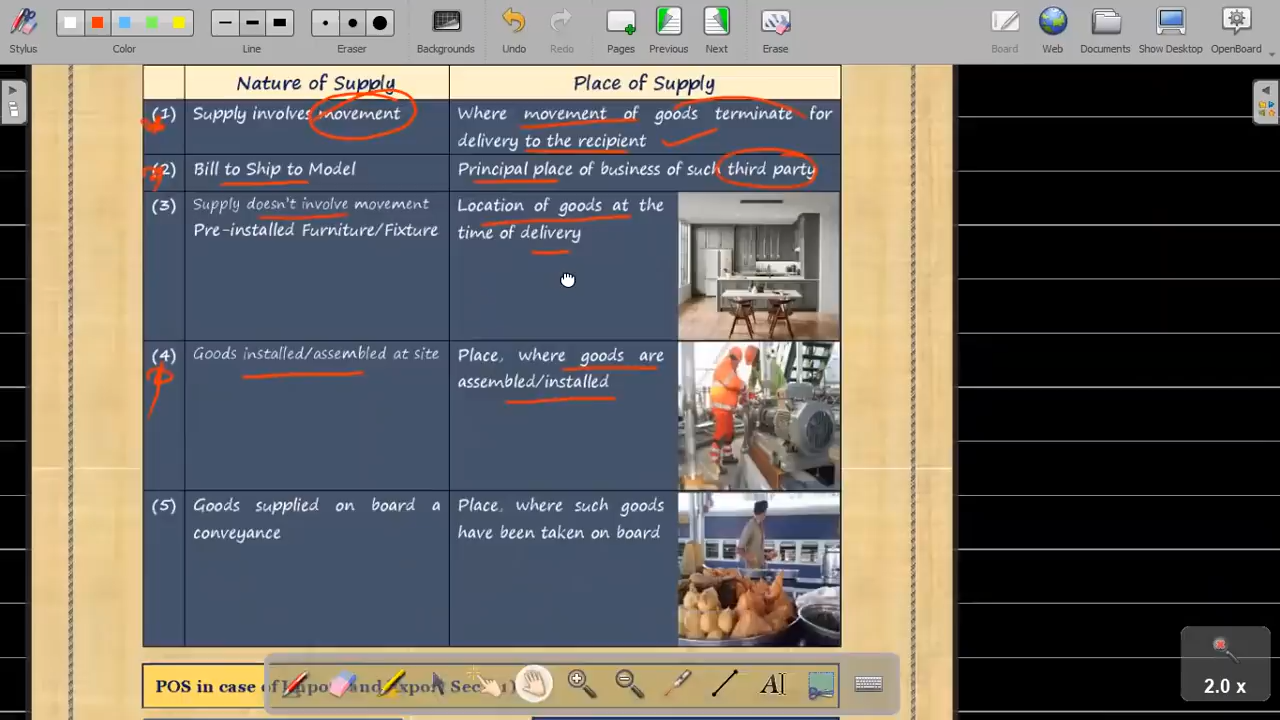 Stylus
Color
Line
Eraser
Backgrounds
Undo
Redo
Pages
Previous
Next
Erase
Board
Web
Documents
Show Desktop
OpenBoard
Nature of Supply
Place of Supply
(1)
Supply involves movement
Where movement of goods terminate for
delivery to the recipient
(2)
Bill to Ship to Model
Principal place of business of such third party
(3)
Supply doesn't involve movement
Pre-installed Furniture/Fixture
Location of goods at the
time of delivery
(4)
Goods installed/assembled at site
Place, where goods are
assembled/installed
(5)
Goods supplied on board a
conveyance
Place, where such goods
have been taken on board
POS in case of Import and Export
2.0 x